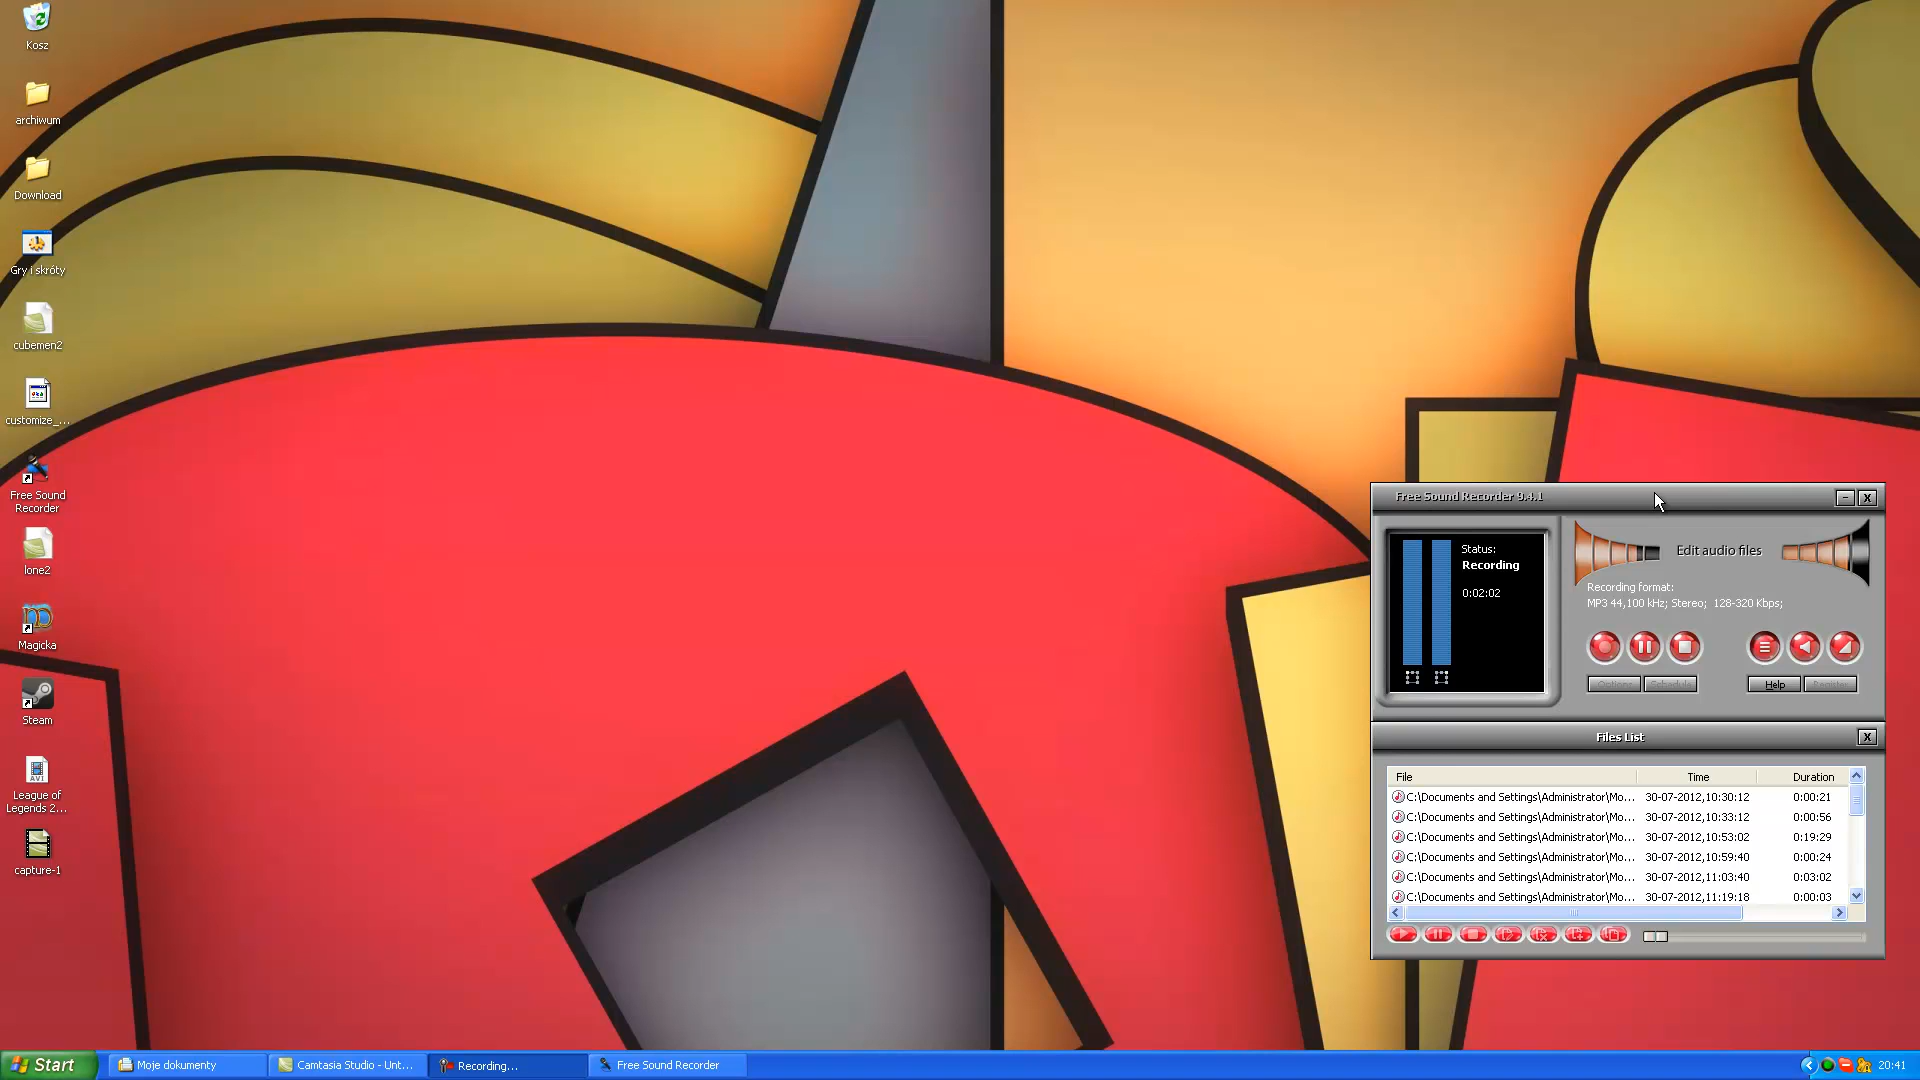 Kosz
archiwum
Download
Gry i skróty
cubemen2
customize_...
Free Sound
Recorder
lone2
Magicka
Steam
AVI
League of
Legends 2...
capture-1
Free Sound Recorder 9.4.1
Status:
Recording
0:02:02
Edit audio files
Recording format:
MP3 44,100 kHz; Stereo;  128-320 Kbps;
Options
Schedule
Help
Register
Files List
File Time Duration
C:\Documents and Settings\Administrator\Mo... 30-07-2012,10:30:12 0:00:21
C:\Documents and Settings\Administrator\Mo... 30-07-2012,10:33:12 0:00:56
C:\Documents and Settings\Administrator\Mo... 30-07-2012,10:53:02 0:19:29
C:\Documents and Settings\Administrator\Mo... 30-07-2012,10:59:40 0:00:24
C:\Documents and Settings\Administrator\Mo... 30-07-2012,11:03:40 0:03:02
C:\Documents and Settings\Administrator\Mo... 30-07-2012,11:19:18 0:00:03
Start
Moje dokumenty
Camtasia Studio - Unt...
Recording...
Free Sound Recorder
20:41